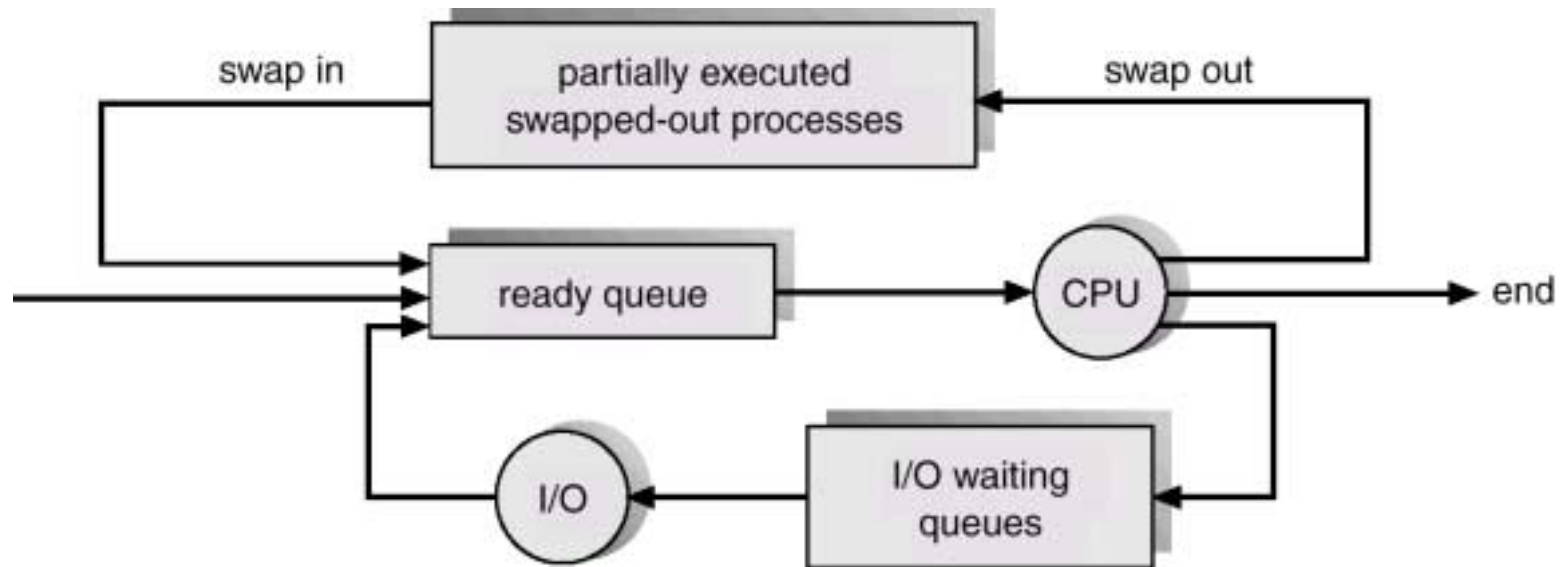 swap in
partially executed
swapped-out processes
swap out
ready queue
CPU
end
I/O
I/O waiting
queues